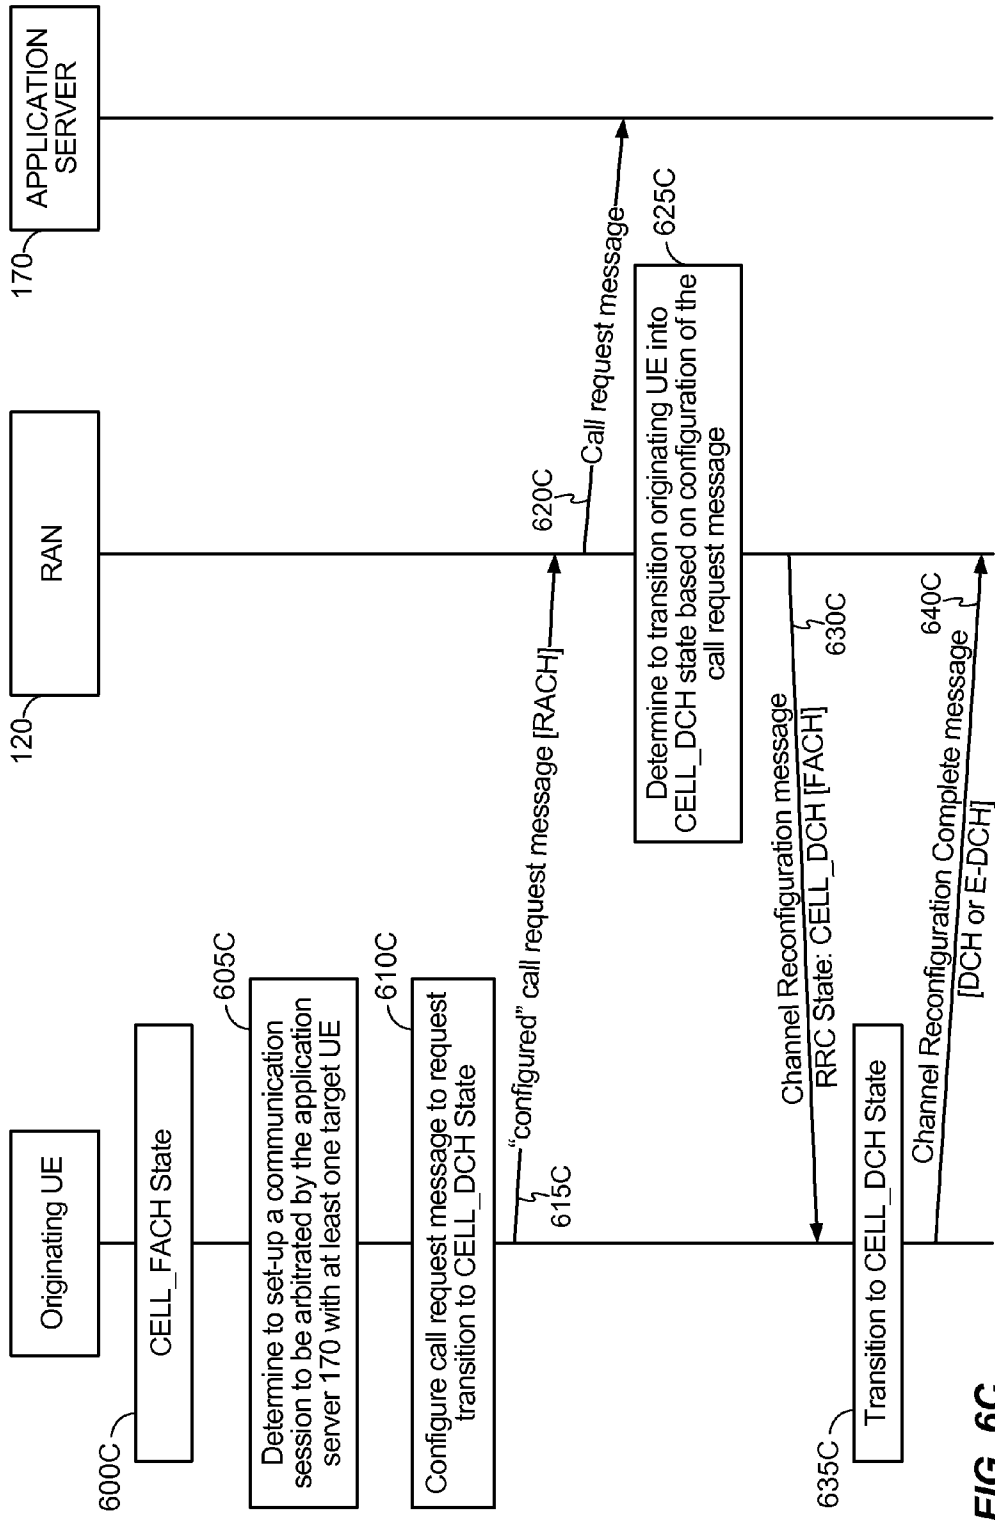 Originating UE
RAN
120
APPLICATION
SERVER
170
CELL_FACH State
600C
Determine to set-up a communication
session to be arbitrated by the application
server 170 with at least one target UE
605C
Configure call request message to request
transition to CELL_DCH State
610C
“configured” call request message [RACH]
615C
Call request message
620C
Determine to transition originating UE into
CELL_DCH state based on configuration of the
call request message
625C
Channel Reconfiguration message
RRC State: CELL_DCH [FACH]
630C
Transition to CELL_DCH State
635C
Channel Reconfiguration Complete message
[DCH or E-DCH]
640C
FIG. 6C